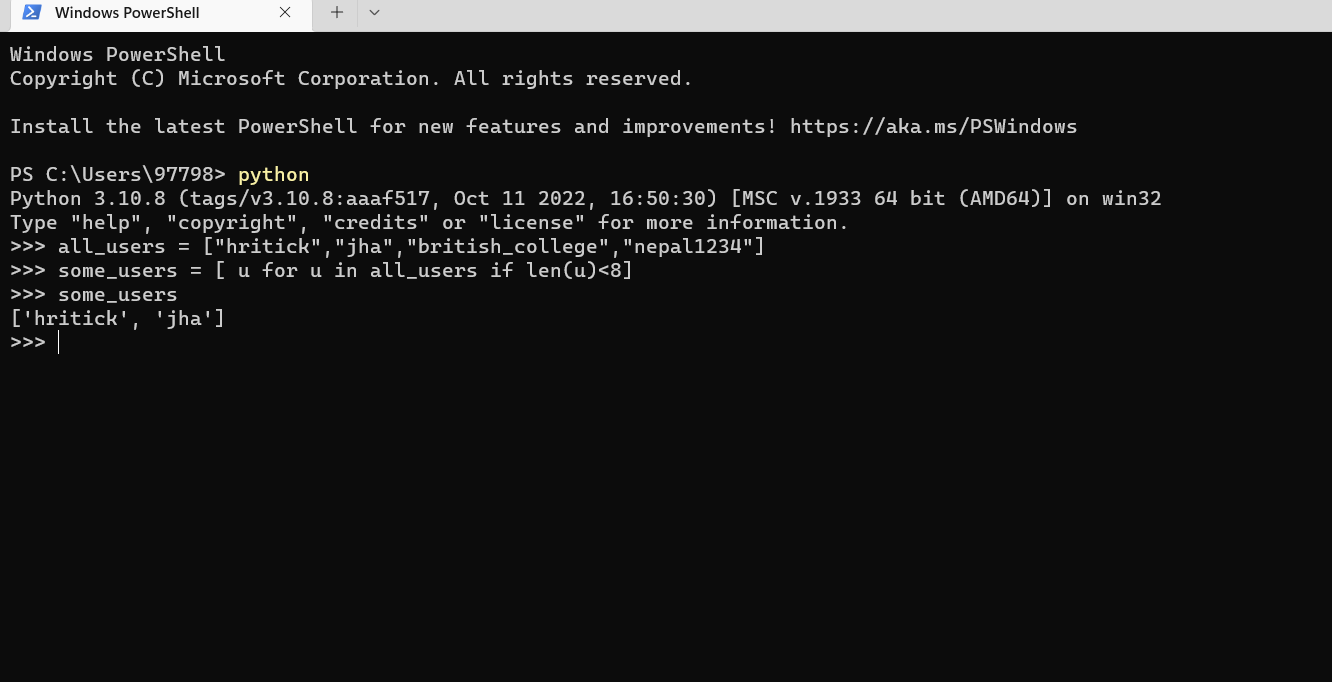 Windows PowerShell
Windows PowerShell
Copyright (C) Microsoft Corporation. All rights reserved.
Install the latest PowerShell for new features and improvements! https://aka.ms/PSWindows
PS C:\Users\97798> python
Python 3.10.8 (tags/v3.10.8:aaaf517, Oct 11 2022, 16:50:30) [MSC v.1933 64 bit (AMD64)] on win32
Type "help", "copyright", "credits" or "license" for more information.
>>> all_users = ["hritick","jha","british_college","nepal1234"]
>>> some_users = [ u for u in all_users if len(u)<8]
>>> some_users
['hritick', 'jha']
>>>